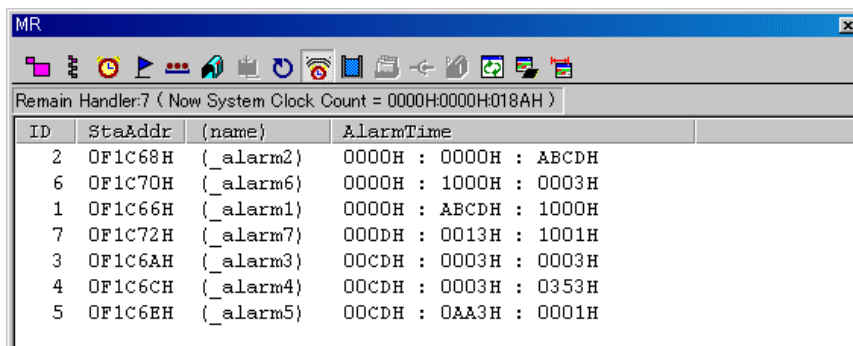 MR
Remain Handler:7 ( Now System Clock Count = 0000H:0000H:018AH )
ID StaAddr (name) AlarmTime
2 0F1C68H (_alarm2) 0000H : 0000H : ABCDH
6 0F1C70H (_alarm6) 0000H : 1000H : 0003H
1 0F1C66H (_alarm1) 0000H : ABCDH : 1000H
7 0F1C72H (_alarm7) 000DH : 0013H : 1001H
3 0F1C6AH (_alarm3) 00CDH : 0003H : 0003H
4 0F1C6CH (_alarm4) 00CDH : 0003H : 0353H
5 0F1C6EH (_alarm5) 00CDH : 0AA3H : 0001H